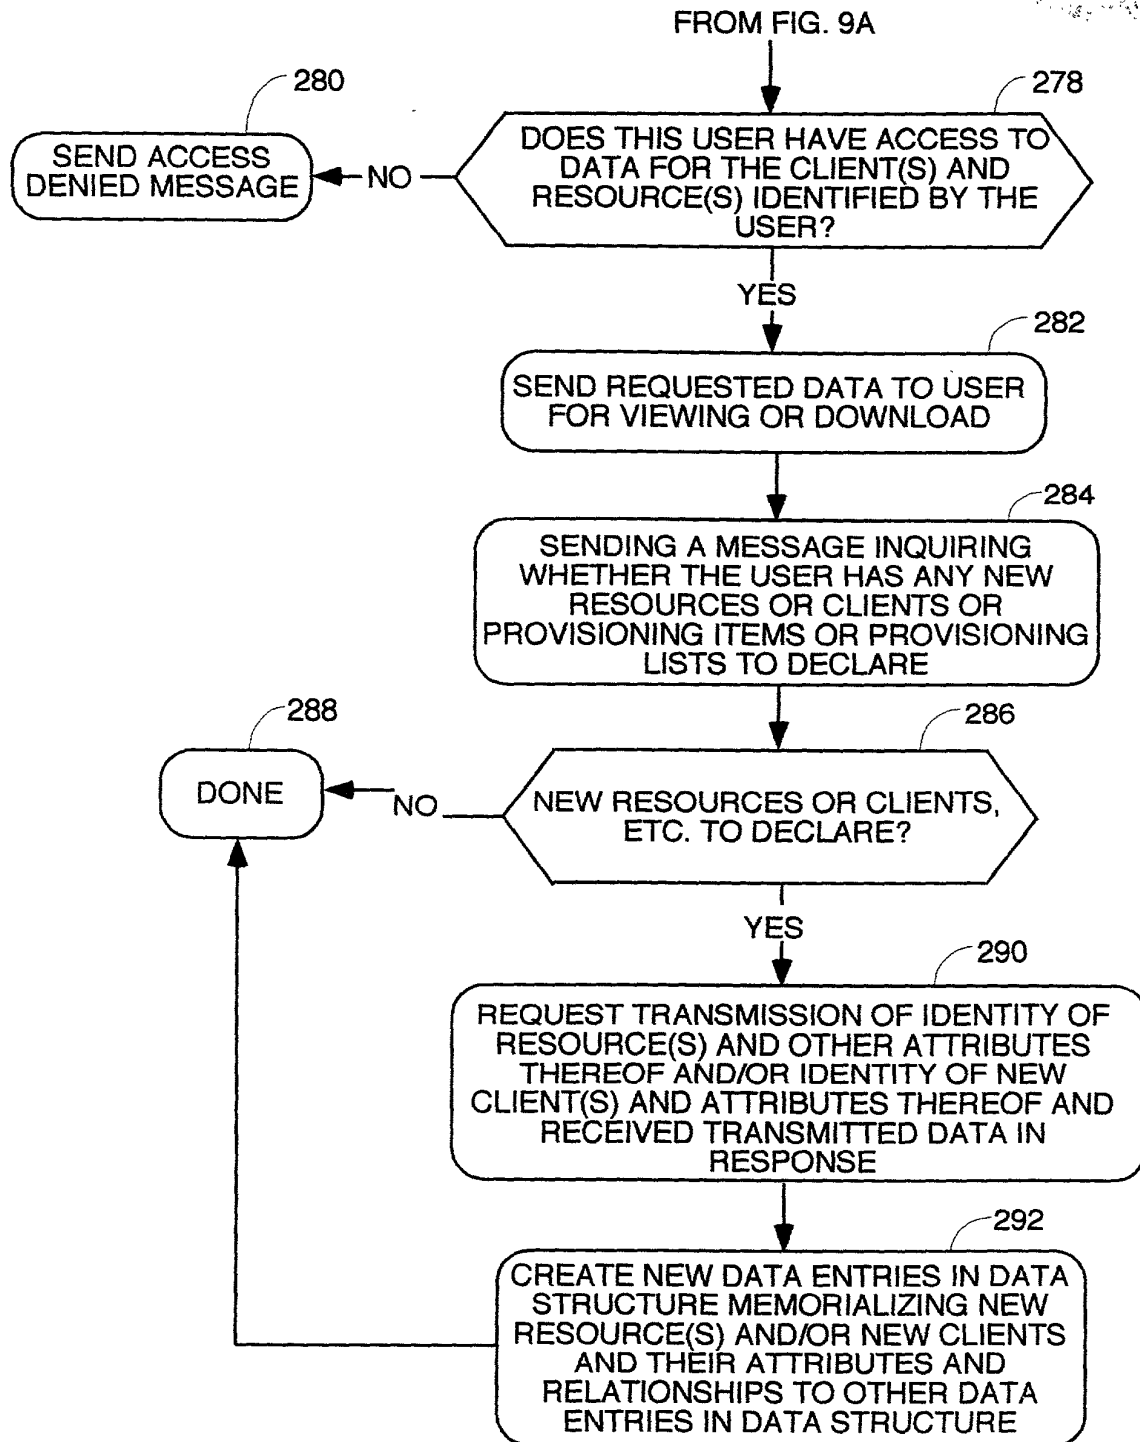 FROM FIG. 9A
280
278
SEND ACCESS
DENIED MESSAGE
NO
DOES THIS USER HAVE ACCESS TO
DATA FOR THE CLIENT(S) AND
RESOURCE(S) IDENTIFIED BY THE
USER?
YES
282
SEND REQUESTED DATA TO USER
FOR VIEWING OR DOWNLOAD
284
SENDING A MESSAGE INQUIRING
WHETHER THE USER HAS ANY NEW
RESOURCES OR CLIENTS OR
PROVISIONING ITEMS OR PROVISIONING
LISTS TO DECLARE
288
286
DONE
NO
NEW RESOURCES OR CLIENTS,
ETC. TO DECLARE?
YES
290
REQUEST TRANSMISSION OF IDENTITY OF
RESOURCE(S) AND OTHER ATTRIBUTES
THEREOF AND/OR IDENTITY OF NEW
CLIENT(S) AND ATTRIBUTES THEREOF AND
RECEIVED TRANSMITTED DATA IN
RESPONSE
292
CREATE NEW DATA ENTRIES IN DATA
STRUCTURE MEMORIALIZING NEW
RESOURCE(S) AND/OR NEW CLIENTS
AND THEIR ATTRIBUTES AND
RELATIONSHIPS TO OTHER DATA
ENTRIES IN DATA STRUCTURE